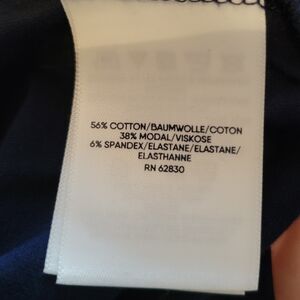 56% COTTON/BAUMWOLLE/COTON
38% MODAL/VISKOSE
6% SPANDEX/ELASTANE/ELASTANE/
ELASTHANNE
RN 62830